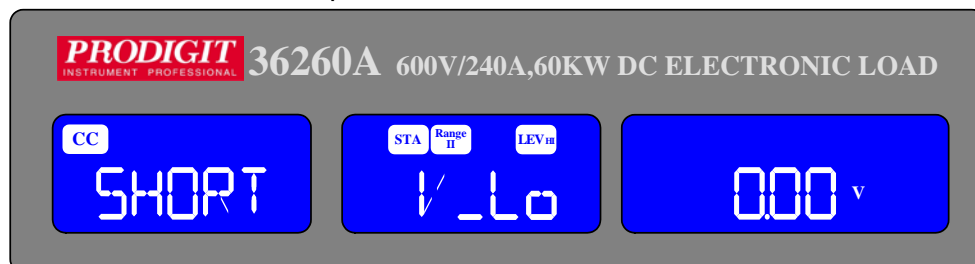 PRODIGIT
INSTRUMENT PROFESSIONAL
36260A 600V/240A,60KW DC ELECTRONIC LOAD
CC
STA Range II LEV HI
SHORT V_Lo 0.00 V